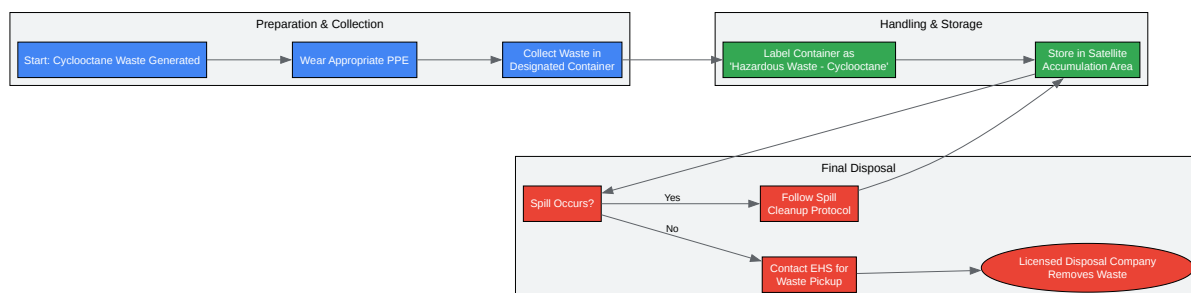 Preparation & Collection
Start: Cyclooctane Waste Generated
Wear Appropriate PPE
Collect Waste in
Designated Container
Handling & Storage
Label Container as
'Hazardous Waste - Cyclooctane'
Store in Satellite
Accumulation Area
Final Disposal
Spill Occurs?
Yes
Follow Spill
Cleanup Protocol
No
Contact EHS for
Waste Pickup
Licensed Disposal Company
Removes Waste